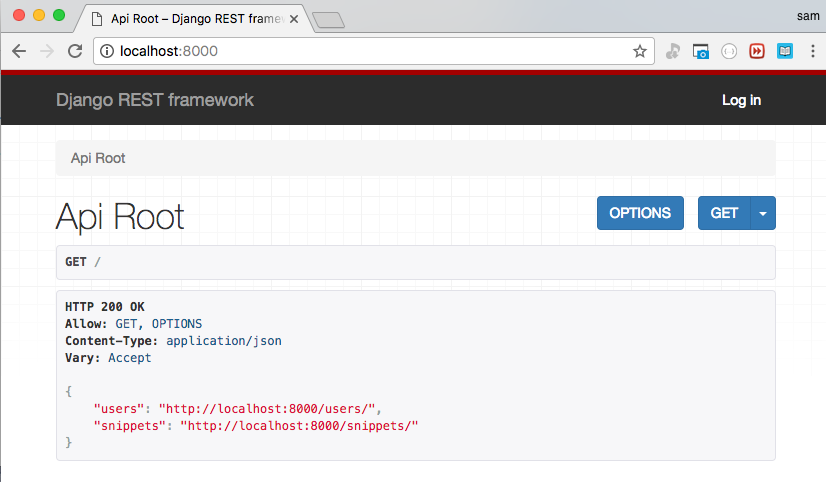 Api Root – Django REST frame
sam
localhost:8000
Django REST framework
Log in
Api Root
Api Root
OPTIONS
GET
GET /
HTTP 200 OK
Allow: GET, OPTIONS
Content-Type: application/json
Vary: Accept
{
"users": "http://localhost:8000/users/",
"snippets": "http://localhost:8000/snippets/"
}